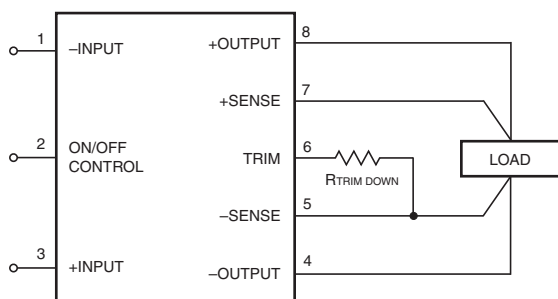 1
–INPUT
2
ON/OFF
CONTROL
3
+INPUT
+OUTPUT
8
+SENSE
7
TRIM
6
RTRIM DOWN
–SENSE
5
–OUTPUT
4
LOAD